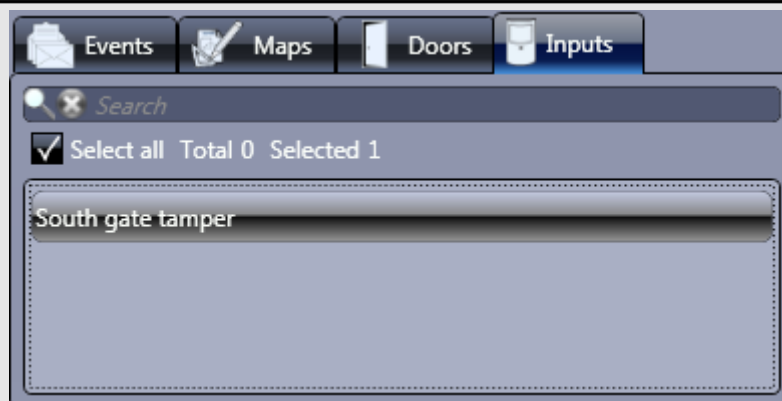 Events Maps Doors Inputs
Search
Select all Total 0 Selected 1
South gate tamper